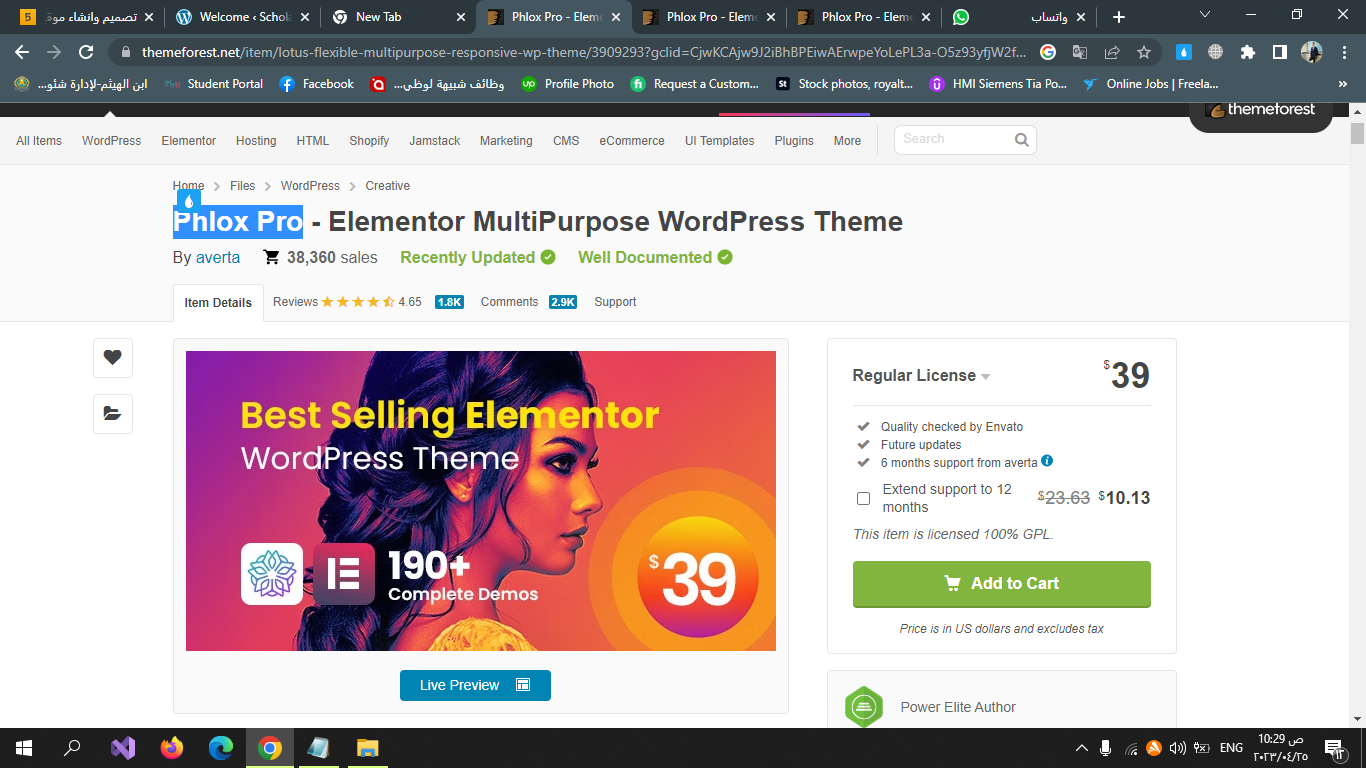 تصميم وانشاء موق
Welcome ‹ Schola
New Tab
Phlox Pro - Eleme
Phlox Pro - Eleme
Phlox Pro - Eleme
واتساب
themeforest.net/item/lotus-flexible-multipurpose-responsive-wp-theme/3909293?gclid=CjwKCAjw9J2iBhBPEiwAErwpeYoLePL3a-O5z93yfjW2f...
ابن الهيثم-لإدارة شئو...
Student Portal
Facebook
وظائف شبيهة لوظي...
Profile Photo
Request a Custom...
Stock photos, royalt...
HMI Siemens Tia Po...
Online Jobs | Freela...
»
themeforest
All Items WordPress Elementor Hosting HTML Shopify Jamstack Marketing CMS eCommerce UI Templates Plugins More Search
Home Files WordPress Creative
Phlox Pro - Elementor MultiPurpose WordPress Theme
By averta 38,360 sales Recently Updated Well Documented
Item Details Reviews 4.65 1.8K Comments 2.9K Support
Best Selling Elementor
WordPress Theme
190+
Complete Demos
$39
Live Preview
Regular License $39
Quality checked by Envato
Future updates
6 months support from averta
Extend support to 12 months $23.63 $10.13
This item is licensed 100% GPL.
Add to Cart
Price is in US dollars and excludes tax
Power Elite Author
ENG
10:29 ص
٢٠٢٣/٠٤/٢٥
١٢